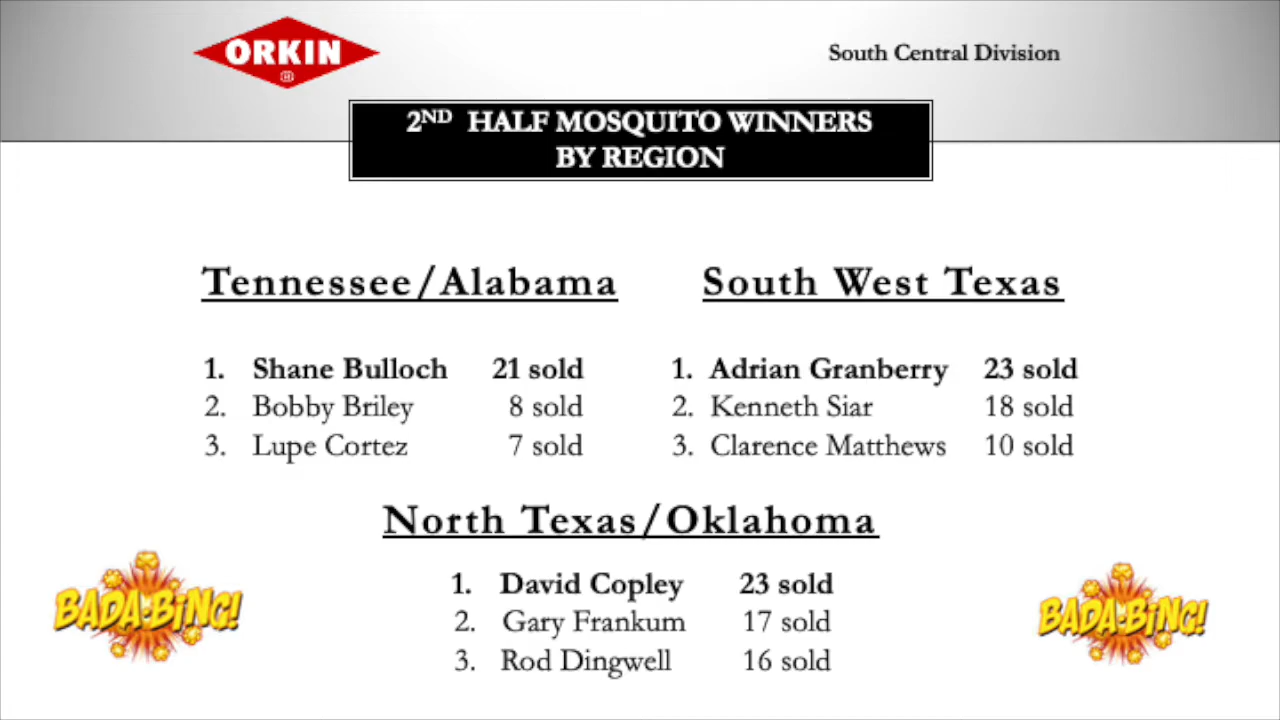 ORKIN
®
South Central Division
2ND HALF MOSQUITO WINNERS
BY REGION
Tennessee/Alabama
1. Shane Bulloch 21 sold
2. Bobby Briley 8 sold
3. Lupe Cortez 7 sold
South West Texas
1. Adrian Granberry 23 sold
2. Kenneth Siar 18 sold
3. Clarence Matthews 10 sold
North Texas/Oklahoma
1. David Copley 23 sold
2. Gary Frankum 17 sold
3. Rod Dingwell 16 sold
BADA-BiNG!
BADA-BiNG!